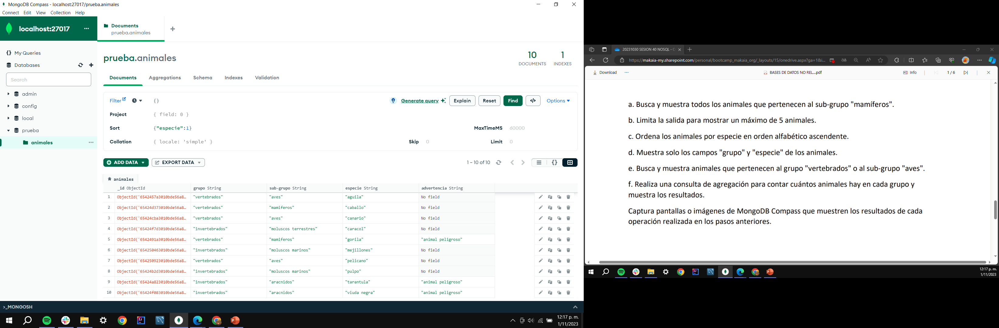 MongoDB Compass - localhost:27017/prueba.animales
Connect Edit View Collection Help
localhost:27017 ...
Documents
prueba.animales
{} My Queries
Databases
Search
admin
config
local
prueba
animales ...
prueba.animales
10
DOCUMENTS
1
INDEXES
Documents Aggregations Schema Indexes Validation
Filter {} Generate query Explain Reset Find </> Options
Project { field: 0 }
Sort {"especie":1} MaxTimeMS 60000
Collation { locale: 'simple' } Skip 0 Limit 0
ADD DATA EXPORT DATA 1 – 10 of 10 {}
animales
_id ObjectId grupo String sub-grupo String especie String advertencia String
1 ObjectId('6542457a3010bde56a8… "vertebrados" "aves" "aguila" No field
2 ObjectId('65424d373010bde56a8… "vertebrados" "mamiferos" "caballo" No field
3 ObjectId('65424cba3010bde56a8… "vertebrados" "aves" "canario" No field
4 ObjectId('65424f7d3010bde56a8… "invertebrados" "moluscos terrestres" "caracol" No field
5 ObjectId('6542491a3010bde56a8… "vertebrados" "mamiferos" "gorila" "animal peligroso"
6 ObjectId('654250463010bde56a8… "invertebrados" "moluscos marinos" "mejillones" No field
7 ObjectId('654250923010bde56a8… "vertebrados" "aves" "pelicano" No field
8 ObjectId('65424b2d3010bde56a8… "invertebrados" "moluscos marinos" "pulpo" No field
9 ObjectId('65424a823010bde56a8… "invertebrados" "aracnidos" "tarantula" "animal peligroso"
10 ObjectId('65424f083010bde56a8… "invertebrados" "aracnidos" "viuda negra" "animal peligroso"
>_MONGOSH
12:17 p. m.
1/11/2023
20231030 SESION 40 NOSQL - O
https://makaia-my.sharepoint.com/personal/bootcamp_makaia_org/_layouts/15/onedrive.aspx?ga=1&i...
Download ... BASES DE DATOS NO REL....pdf Info 1 / 6
a. Busca y muestra todos los animales que pertenecen al sub-grupo "mamíferos".
b. Limita la salida para mostrar un máximo de 5 animales.
c. Ordena los animales por especie en orden alfabético ascendente.
d. Muestra solo los campos "grupo" y "especie" de los animales.
e. Busca y muestra animales que pertenecen al grupo "vertebrados" o al sub-grupo "aves".
f. Realiza una consulta de agregación para contar cuántos animales hay en cada grupo y
muestra los resultados.
Captura pantallas o imágenes de MongoDB Compass que muestren los resultados de cada
operación realizada en los pasos anteriores.
12:17 p. m.
1/11/2023